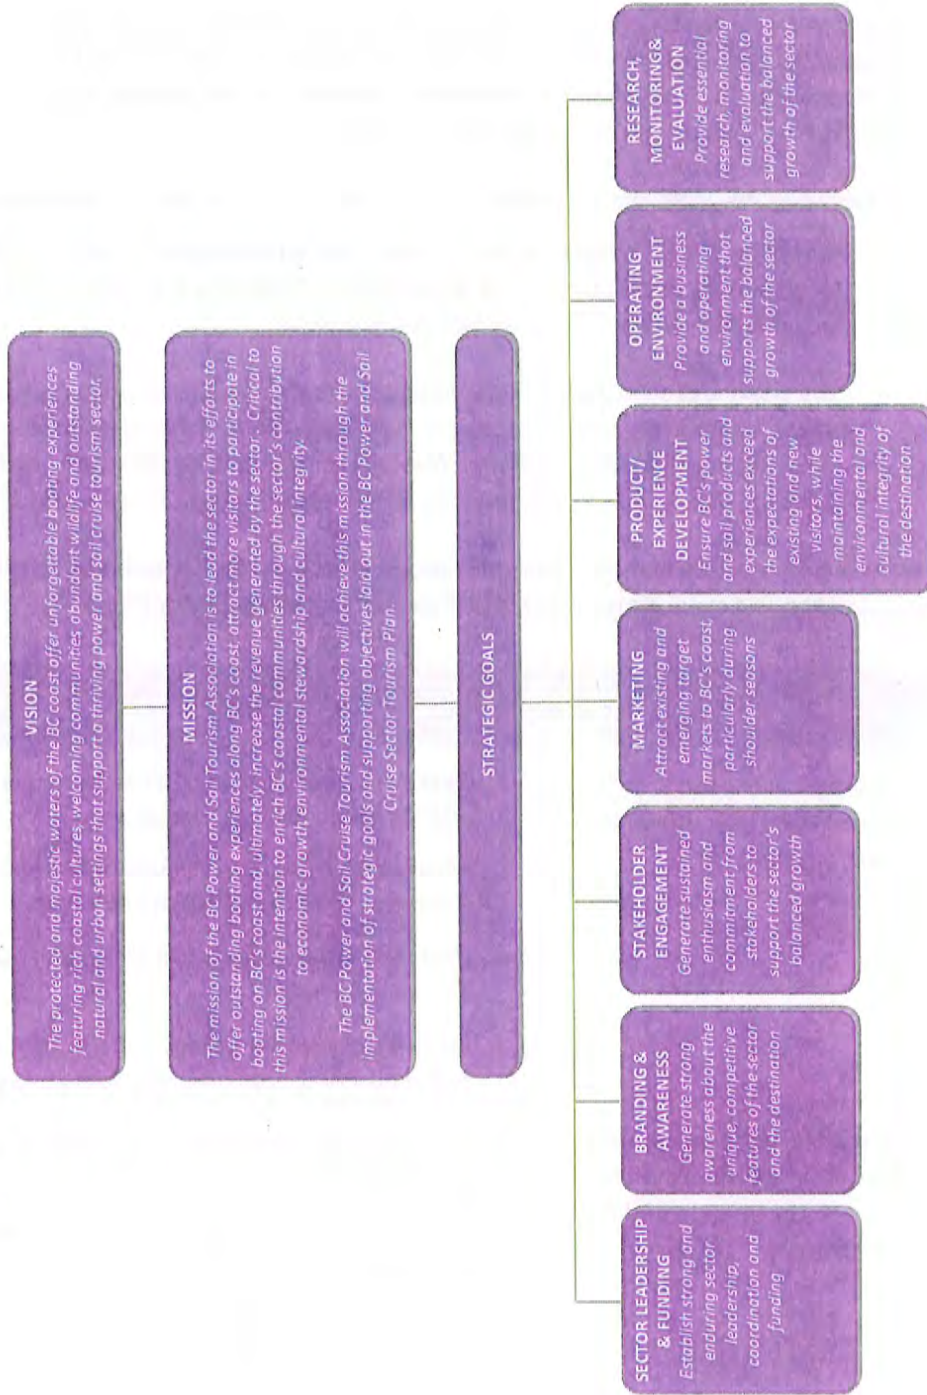 VISION
The protected and majestic waters of the BC coast offer unforgettable boating experiences
featuring rich coastal cultures, welcoming communities, abundant wildlife and outstanding
natural and urban settings that support a thriving power and sail cruise tourism sector.
MISSION
The mission of the BC Power and Sail Tourism Association is to lead the sector in its efforts to
offer outstanding boating experiences along BC's coast, attract more visitors to participate in
boating on BC's coast and, ultimately, increase the revenue generated by the sector. Critical to
this mission is the intention to enrich BC's coastal communities through the sector's contribution
to economic growth, environmental stewardship and cultural integrity.
The BC Power and Sail Cruise Tourism Association will achieve this mission through the
implementation of strategic goals and supporting objectives laid out in the BC Power and Sail
Cruise Sector Tourism Plan.
STRATEGIC GOALS
SECTOR LEADERSHIP
& FUNDING
Establish strong and
enduring sector
leadership,
coordination and
funding
BRANDING &
AWARENESS
Generate strong
awareness about the
unique, competitive
features of the sector
and the destination
STAKEHOLDER
ENGAGEMENT
Generate sustained
enthusiasm and
commitment from
stakeholders to
support the sector's
balanced growth
MARKETING
Attract existing and
emerging target
markets to BC's coast,
particularly during
shoulder seasons
PRODUCT/
EXPERIENCE
DEVELOPMENT
Ensure BC's power
and sail products and
experiences exceed
the expectations of
existing and new
visitors, while
maintaining the
environmental and
cultural integrity of
the destination
OPERATING
ENVIRONMENT
Provide a business
and operating
environment that
supports the balanced
growth of the sector
RESEARCH,
MONITORING &
EVALUATION
Provide essential
research, monitoring
and evaluation to
support the balanced
growth of the sector